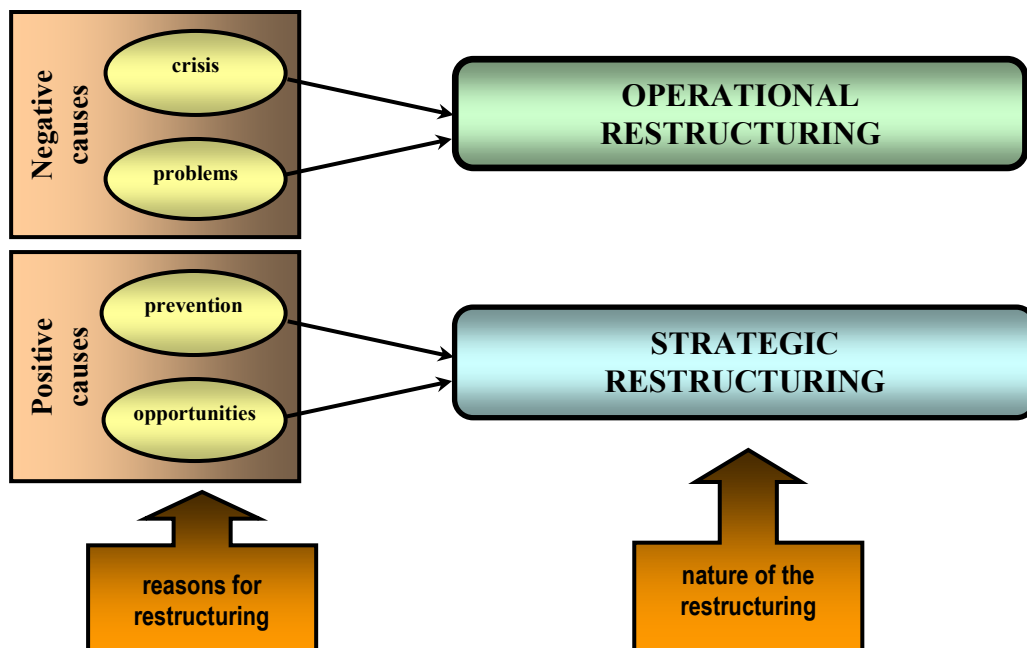 Negative
causes
crisis
problems
OPERATIONAL
RESTRUCTURING
Positive
causes
prevention
opportunities
STRATEGIC
RESTRUCTURING
reasons for
restructuring
nature of the
restructuring